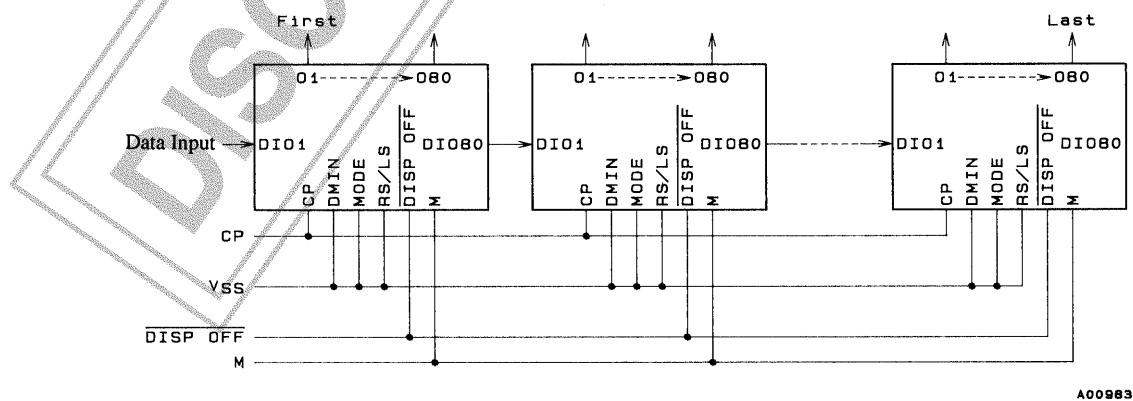 First
Last
O1 O80
O1 O80
O1 O80
Data Input
DIO1
DIO80
CP
DMIN
MODE
RS/LS
DISP OFF
M
DIO1
DIO80
CP
DMIN
MODE
RS/LS
DISP OFF
M
DIO1
DIO80
CP
DMIN
MODE
RS/LS
DISP OFF
M
CP
VSS
DISP OFF
M
A00983
DISC